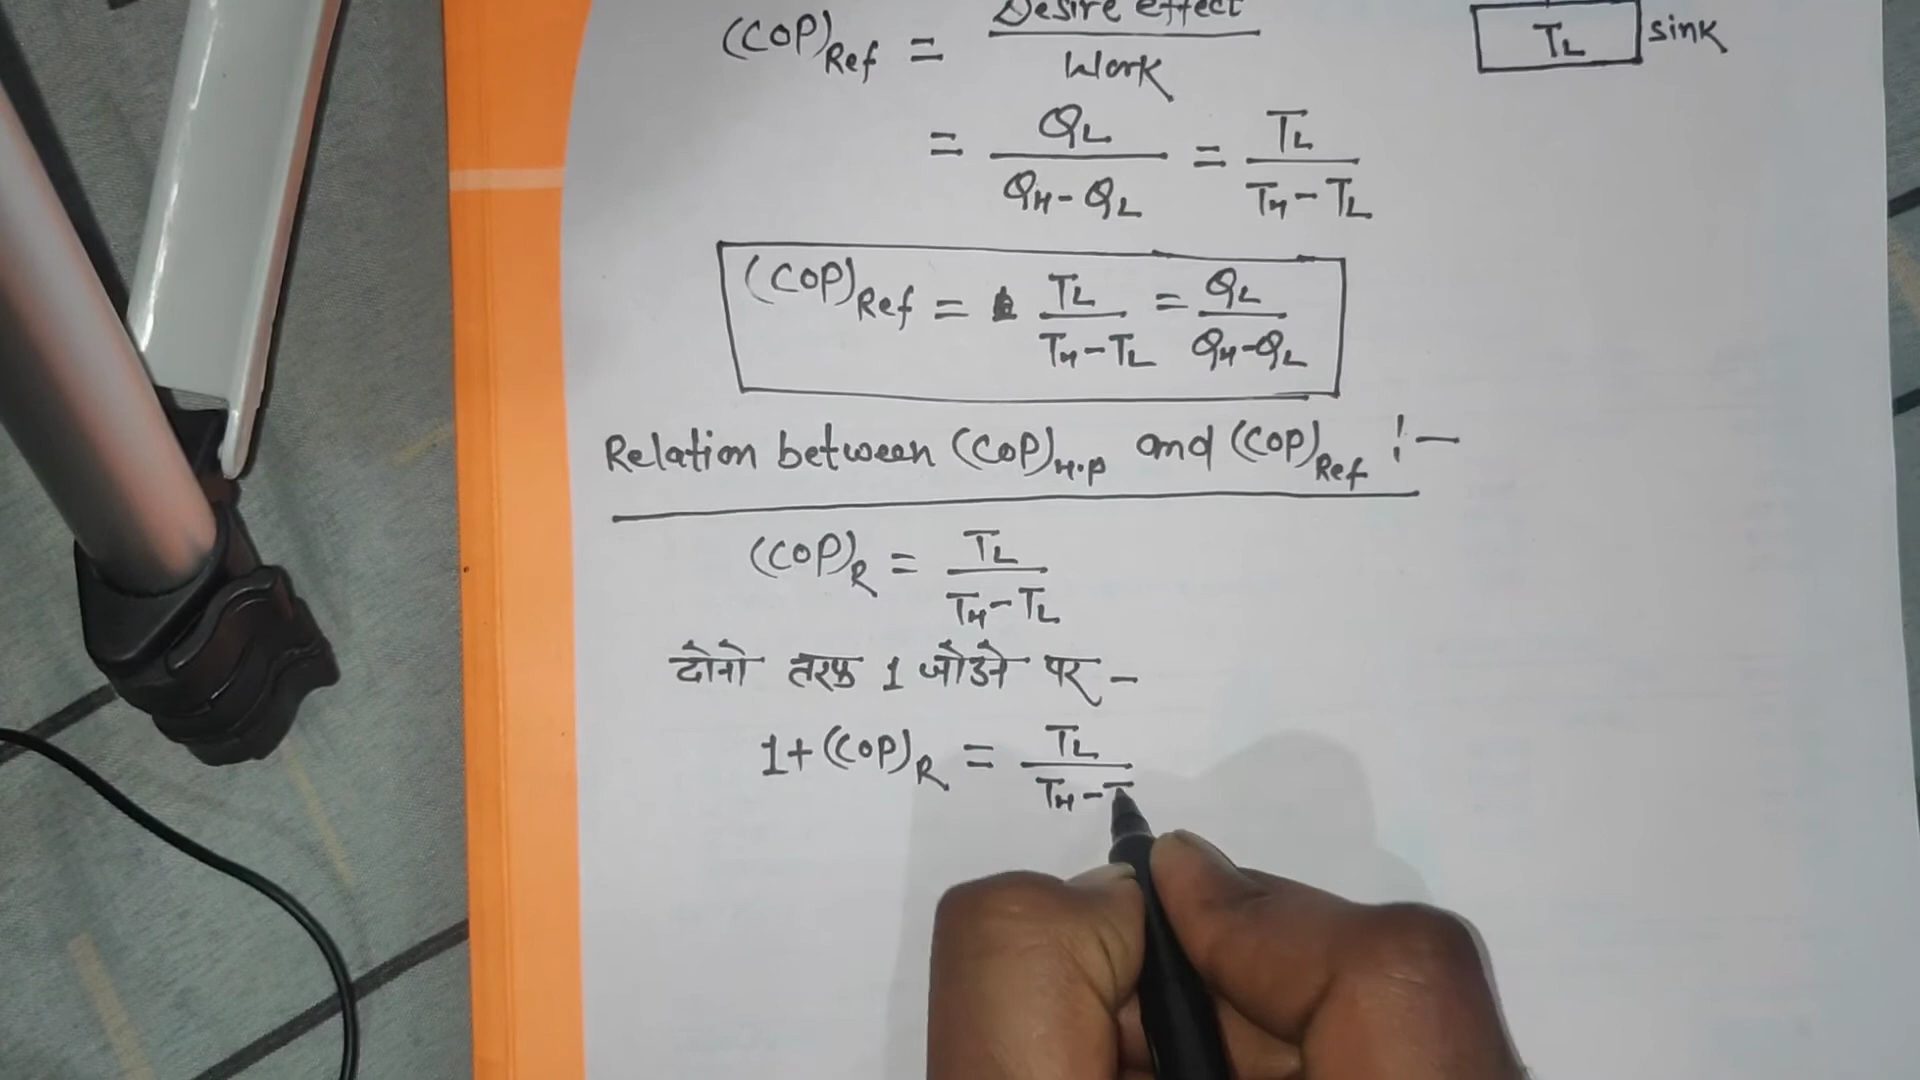 (COP)Ref = Desire effect / Work
TL sink
= QL / QH-QL = TL / TH-TL
(COP)Ref = TL / TH-TL = QL / QH-QL
Relation between (COP)H.P and (COP)Ref :-
(COP)R = TL / TH-TL
दोनो तरफ 1 जोडने पर -
1+(COP)R = TL / TH-T